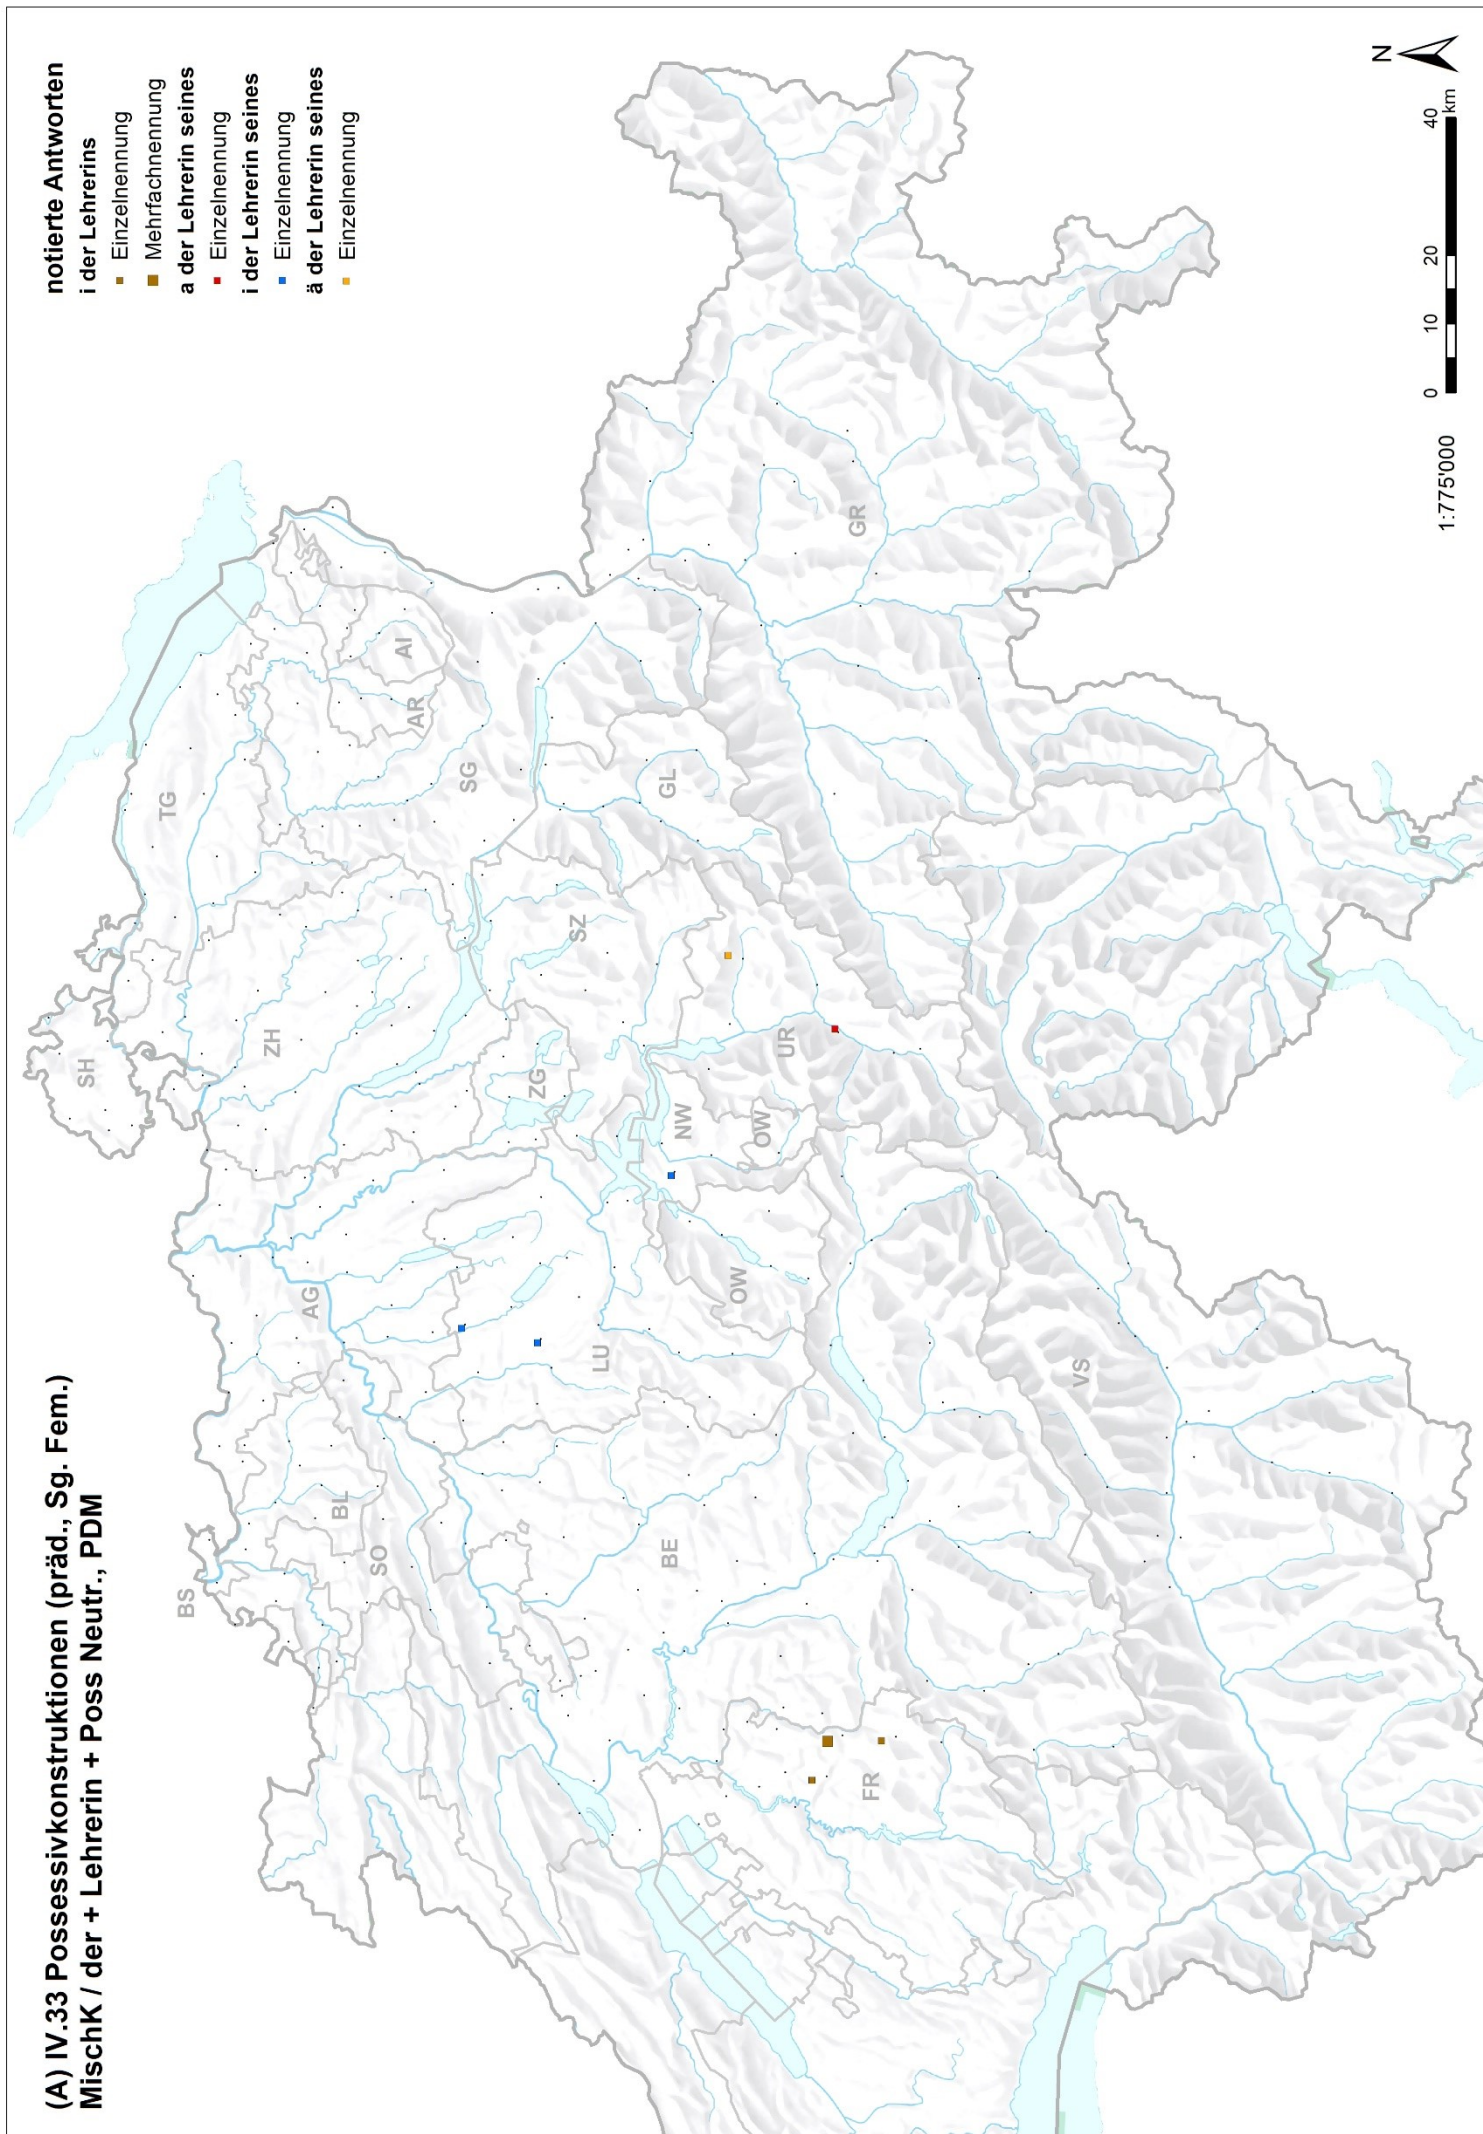 (A) IV.33 Possessivkonstruktionen (präd., Sg. Fem.)
MischK / der + Lehrerin + Poss Neutr., PDM
notierte Antworten
i der Lehrerins
Einzelnennung
Mehrfachnennung
a der Lehrerin seines
Einzelnennung
i der Lehrerin seines
Einzelnennung
ä der Lehrerin seines
Einzelnennung
BS
SH
TG
ZH
AG
BL
SO
AI
AR
SG
ZG
SZ
GL
LU
NW
OW
OW
UR
BE
GR
FR
VS
1:775'000
0 10 20 40 km
N